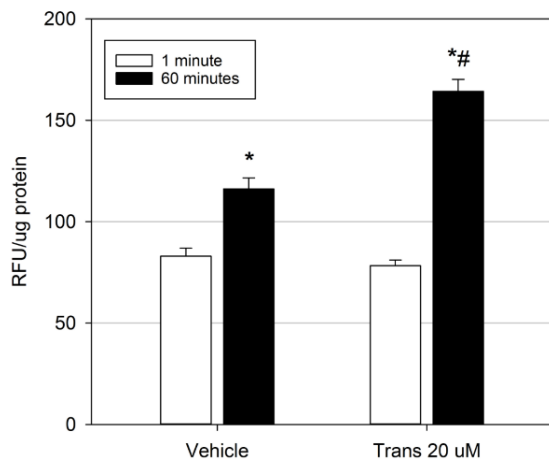 200
1 minute
60 minutes
*#
150
*
100
50
0
RFU/ug protein
Vehicle
Trans 20 uM